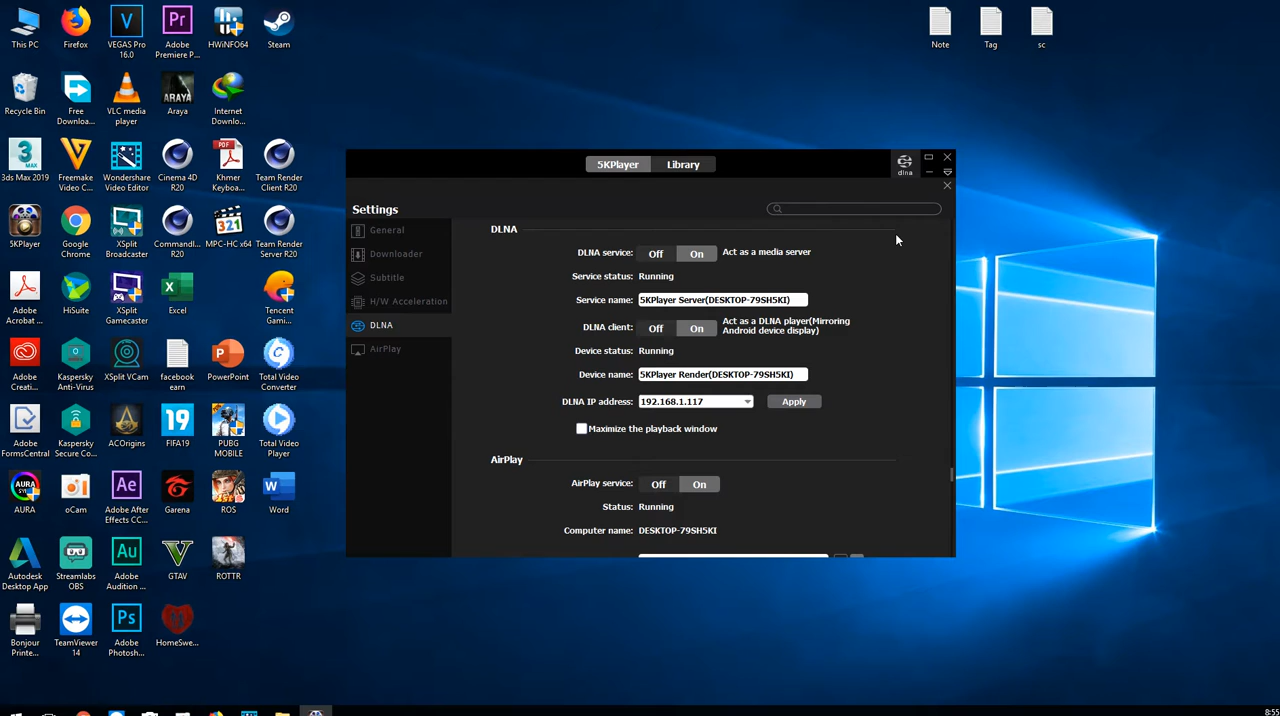 This PC
Firefox
VEGAS Pro
16.0
Adobe
Premiere P...
HWiNFO64
Steam
Note
Tag
sc
Recycle Bin
Free
Downloa...
VLC media
player
ARAYA
Araya
Internet
Downlo...
3ds Max 2019
Freemake
Video C...
Wondershare
Video Editor
Cinema 4D
R20
PDF
Khmer
Keyboa...
Team Render
Client R20
5KPlayer
Google
Chrome
XSplit
Broadcaster
Commandl...
R20
MPC-HC x64
Team Render
Server R20
Adobe
Acrobat ...
HiSuite
XSplit
Gamecaster
Excel
Tencent
Gami...
Adobe
Creati...
Kaspersky
Anti-Virus
XSplit VCam
facebook
earn
PowerPoint
Total Video
Converter
Adobe
FormsCentral
Kaspersky
Secure Co...
ACOrigins
FIFA19
PUBG
MOBILE
Total Video
Player
AURA
oCam
Adobe After
Effects CC...
Garena
ROS
Word
Autodesk
Desktop App
Streamlabs
OBS
Adobe
Audition ...
GTAV
ROTTR
Bonjour
Printe...
TeamViewer
14
Adobe
Photosh...
HomeSwe...
5KPlayer
Library
dlna
Settings
General
Downloader
Subtitle
H/W Acceleration
DLNA
AirPlay
DLNA
DLNA service: Off On Act as a media server
Service status: Running
Service name: 5KPlayer Server(DESKTOP-79SH5KI)
DLNA client: Off On Act as a DLNA player(Mirroring
Android device display)
Device status: Running
Device name: 5KPlayer Render(DESKTOP-79SH5KI)
DLNA IP address: 192.168.1.117 Apply
Maximize the playback window
AirPlay
AirPlay service: Off On
Status: Running
Computer name: DESKTOP-79SH5KI
8:55